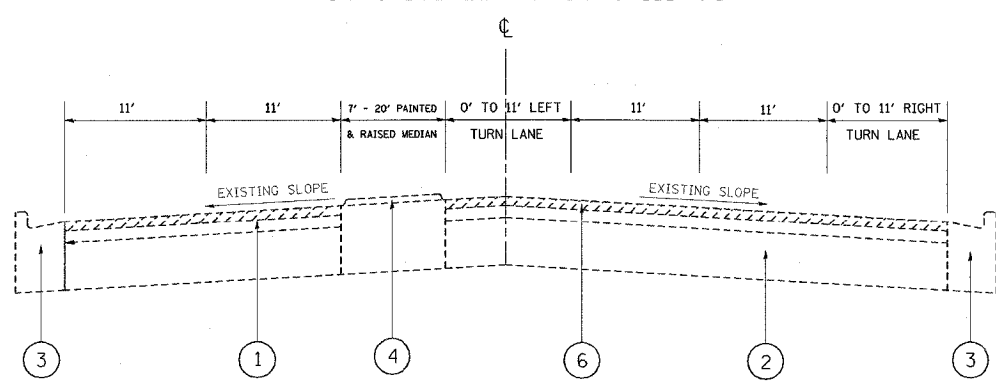 ℄
11' 11' 7' - 20' PAINTED 0' TO 11' LEFT 11' 11' 0' TO 11' RIGHT
& RAISED MEDIAN TURN LANE TURN LANE
EXISTING SLOPE EXISTING SLOPE
3 1 4 6 2 3